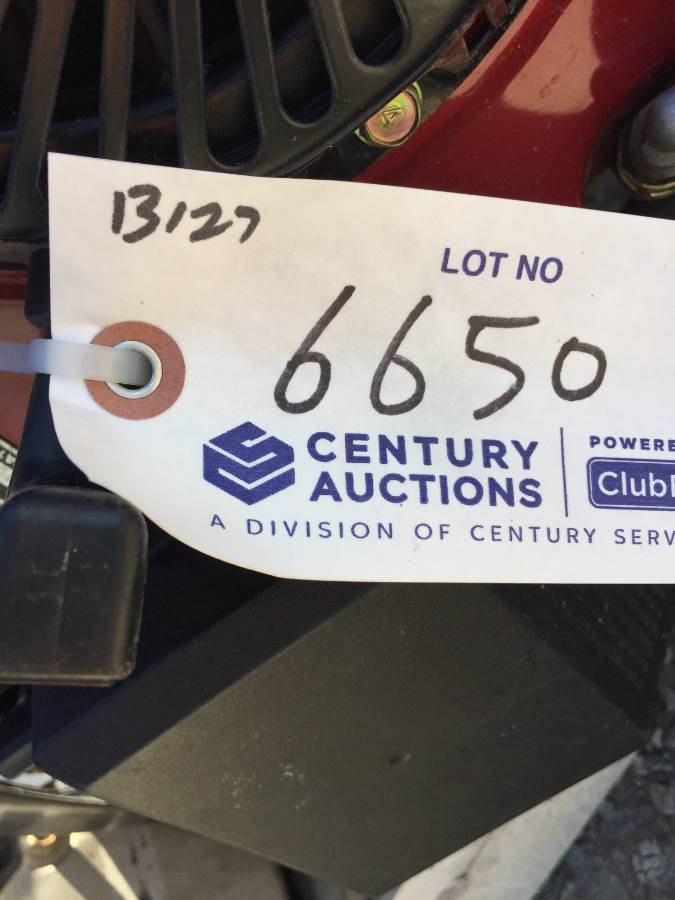 13127
LOT NO
6650
CENTURY
AUCTIONS
POWERE
Club
A DIVISION OF CENTURY SERV